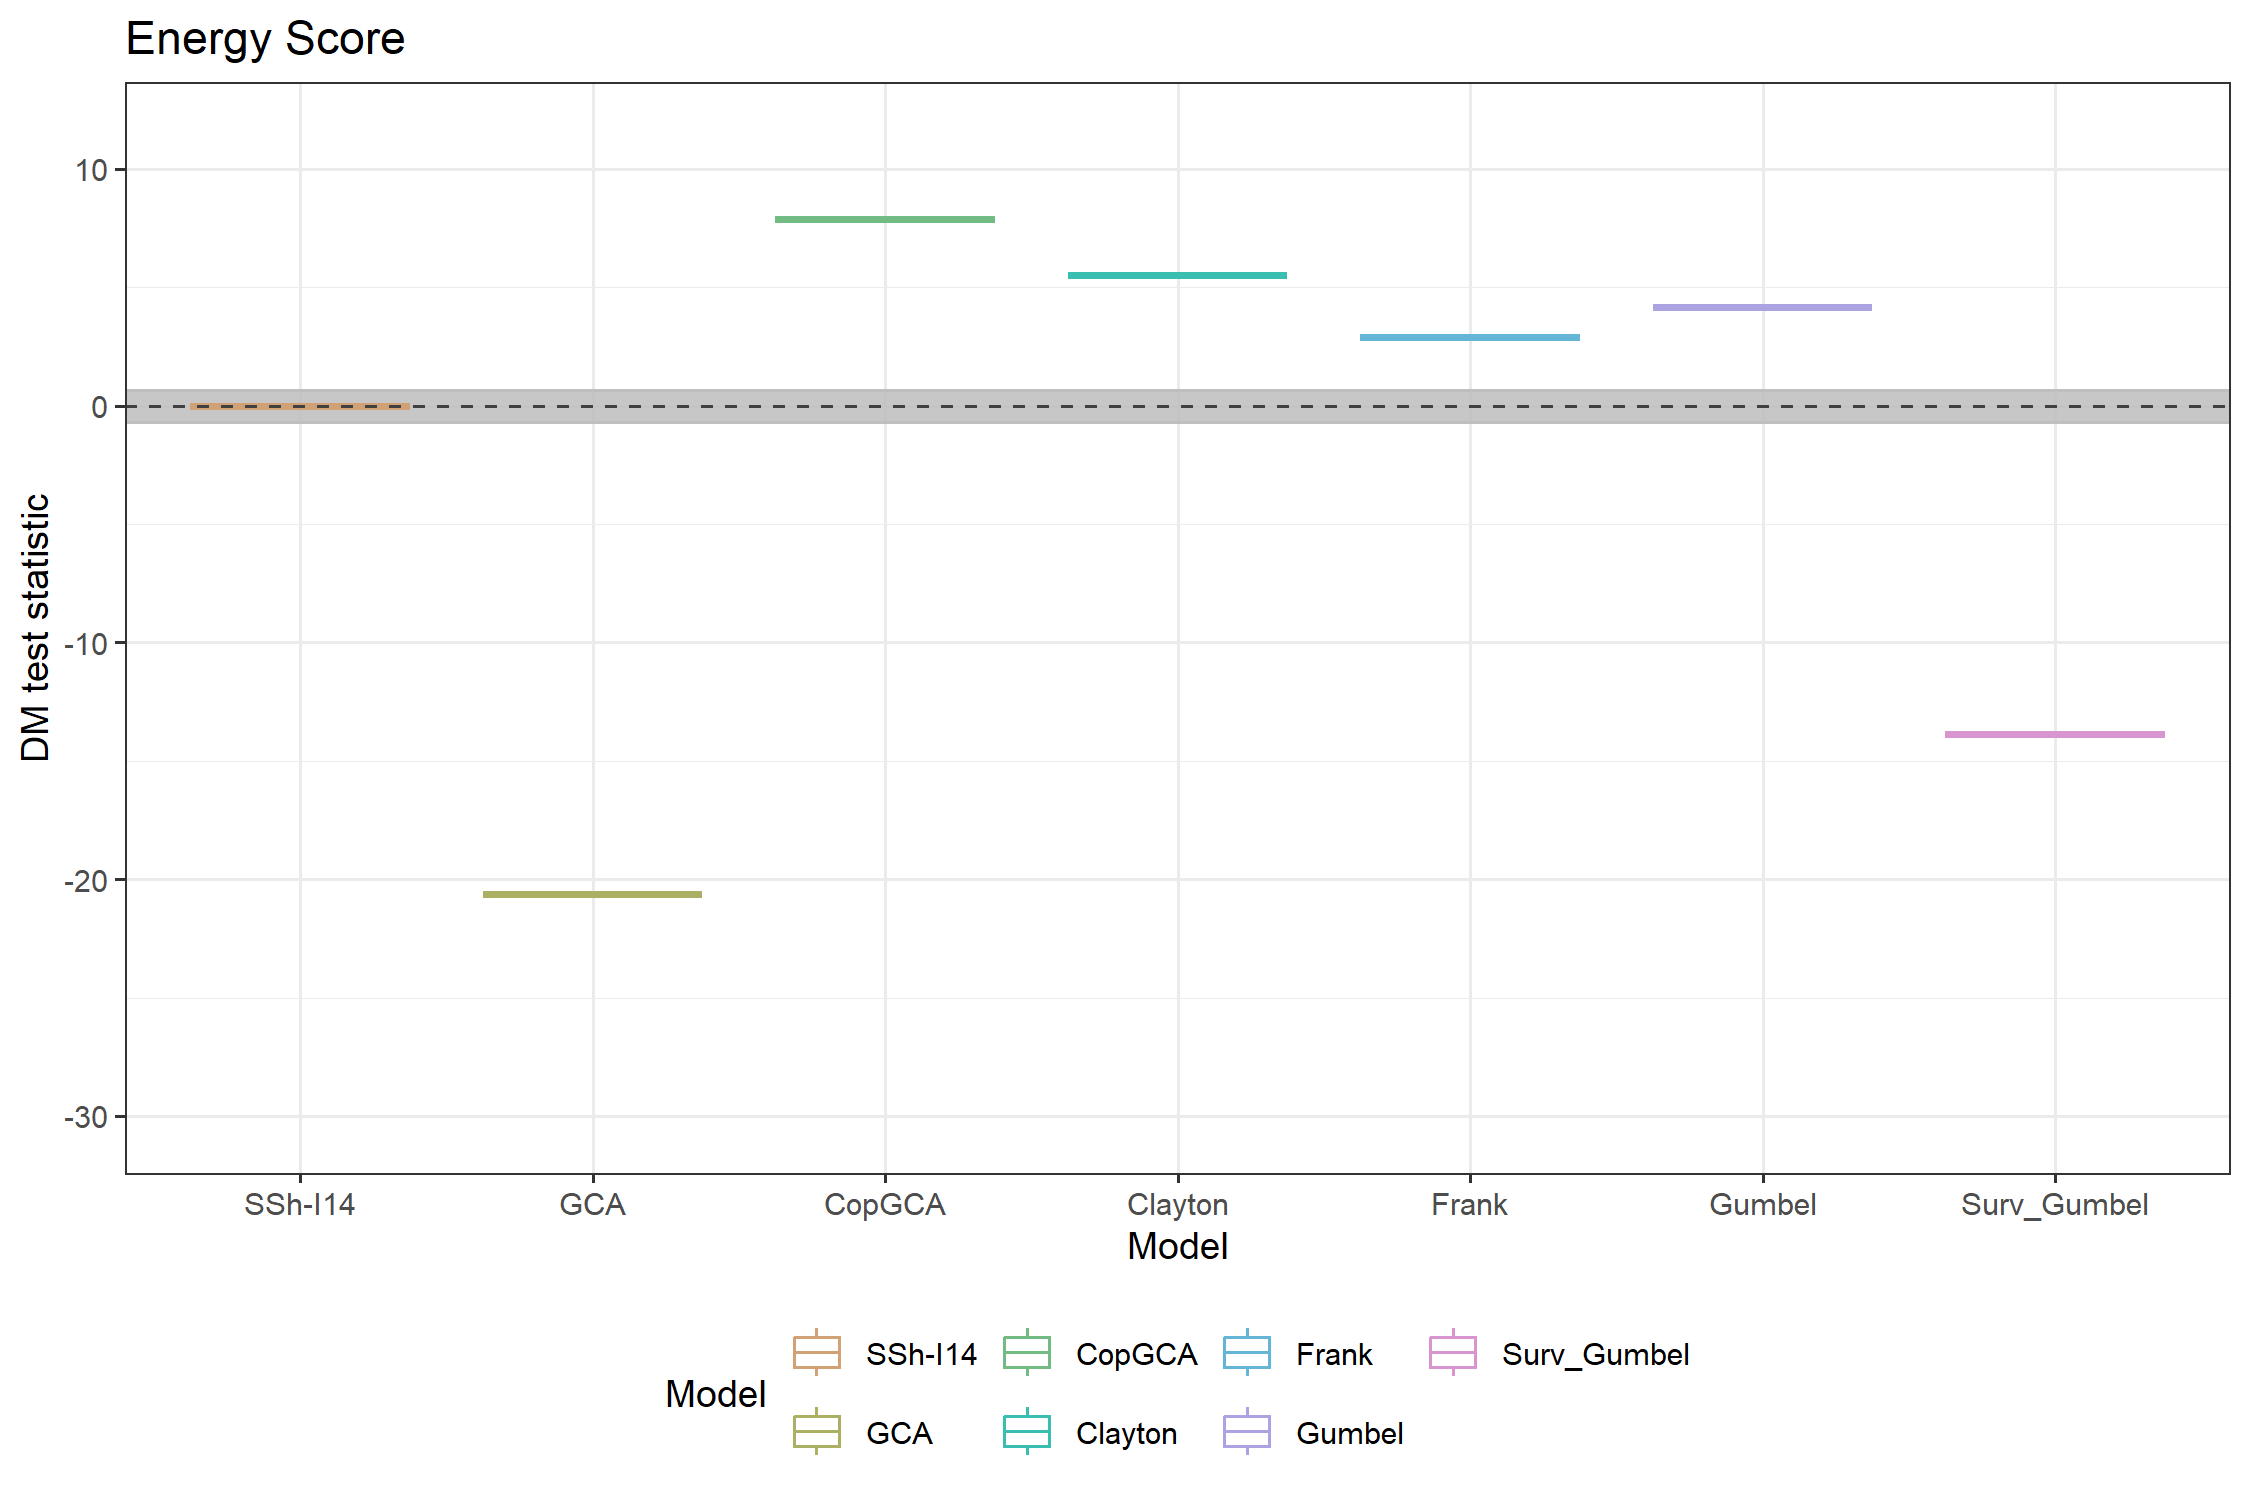 Energy Score
DM test statistic
10
0
-10
-20
-30
SSh-I14 GCA CopGCA Clayton Frank Gumbel Surv_Gumbel
Model
Model
SSh-I14 CopGCA Frank Surv_Gumbel
GCA Clayton Gumbel